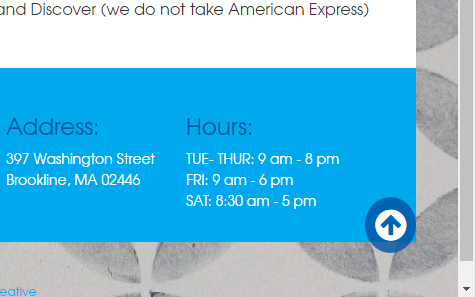 and Discover (we do not take American Express)
Address:
397 Washington Street
Brookline, MA 02446
Hours:
TUE- THUR: 9 am - 8 pm
FRI: 9 am - 6 pm
SAT: 8:30 am - 5 pm
eative